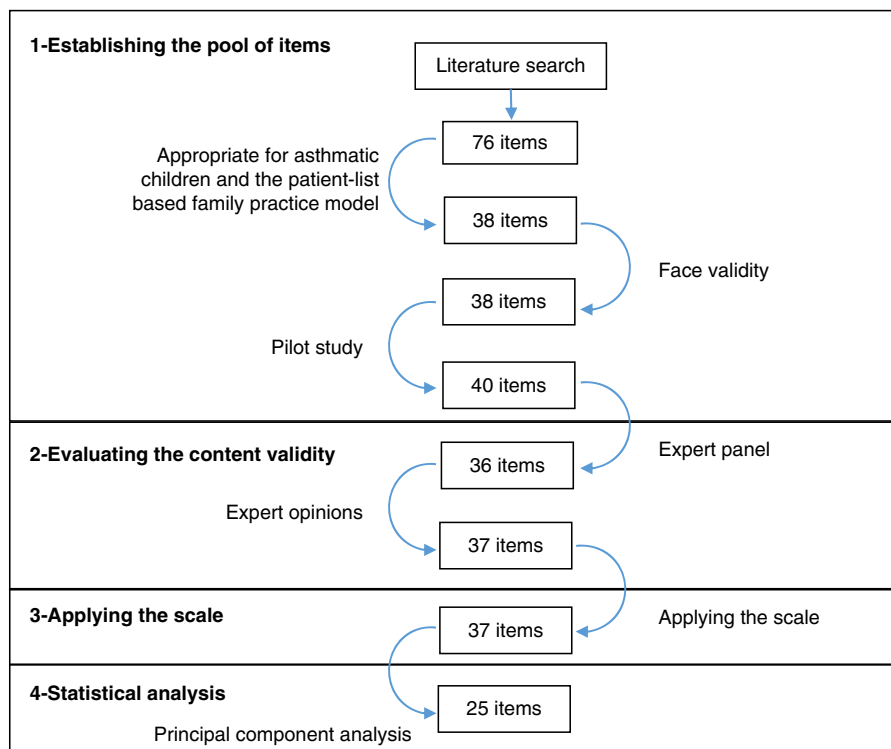 1-Establishing the pool of items
Literature search
76 items
Appropriate for asthmatic
children and the patient-list
based family practice model
38 items
Face validity
38 items
Pilot study
40 items
2-Evaluating the content validity
Expert panel
36 items
Expert opinions
37 items
3-Applying the scale
Applying the scale
37 items
4-Statistical analysis
25 items
Principal component analysis